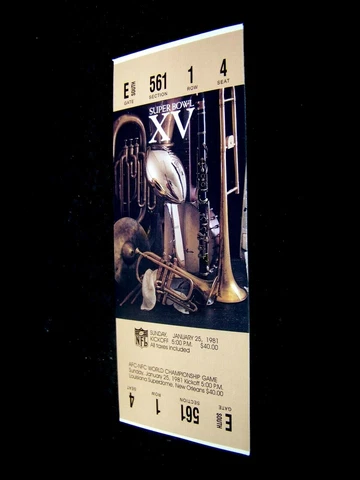 E SOUTH 561 1 4
GATE SECTION ROW SEAT
SUPER BOWL
XV
NFL
SUNDAY, JANUARY 25, 1981
KICKOFF 5:00 P.M. $40.00
All taxes included
AFC-NFC WORLD CHAMPIONSHIP GAME
Sunday, January 25, 1981 Kickoff 5:00 P.M.
Louisiana Superdome, New Orleans $40.00
SEAT ROW SECTION GATE
4 1 561 E SOUTH